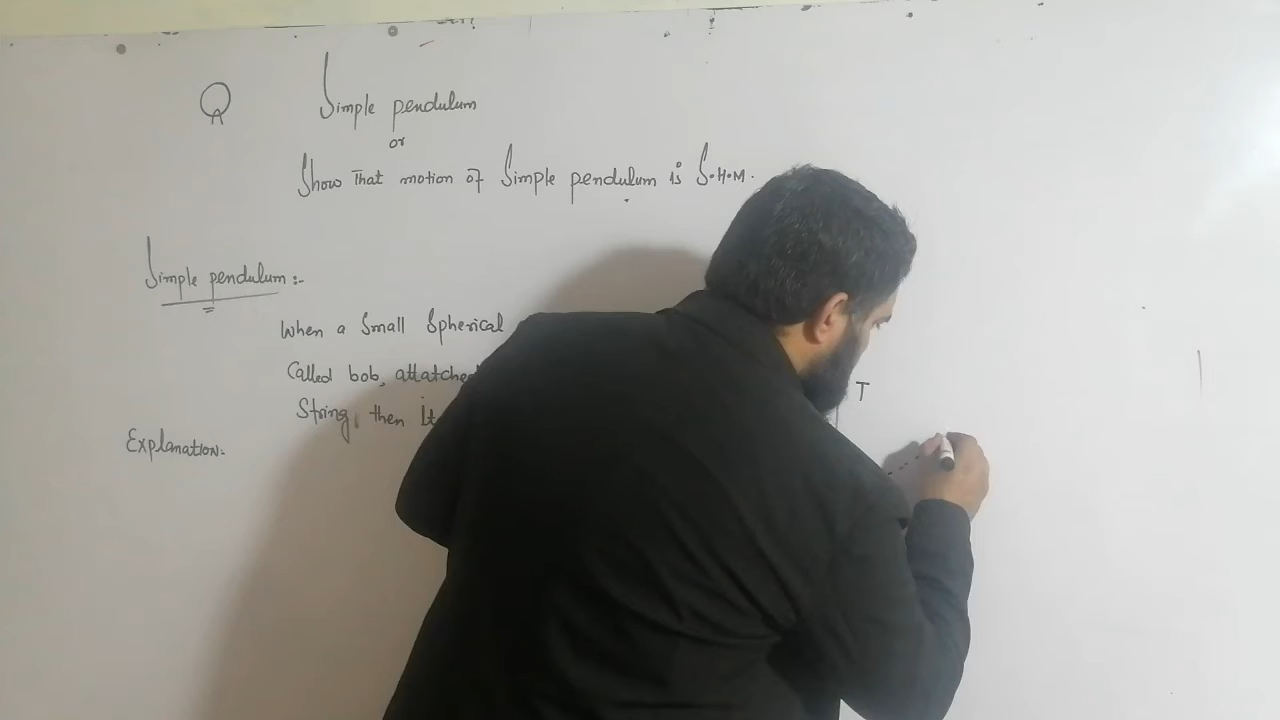 Q Simple pendulum
or
Show That motion of Simple pendulum is S.H.M.
Simple pendulum :-
When a Small Spherical
Called bob, attatched
String, then it
T
Explanation:-